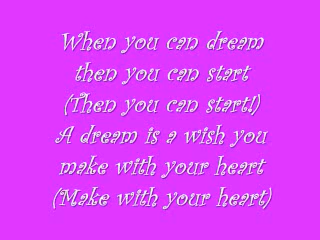 When you can dream
then you can start
(Then you can start!)
A dream is a wish you
make with your heart
(Make with your heart)